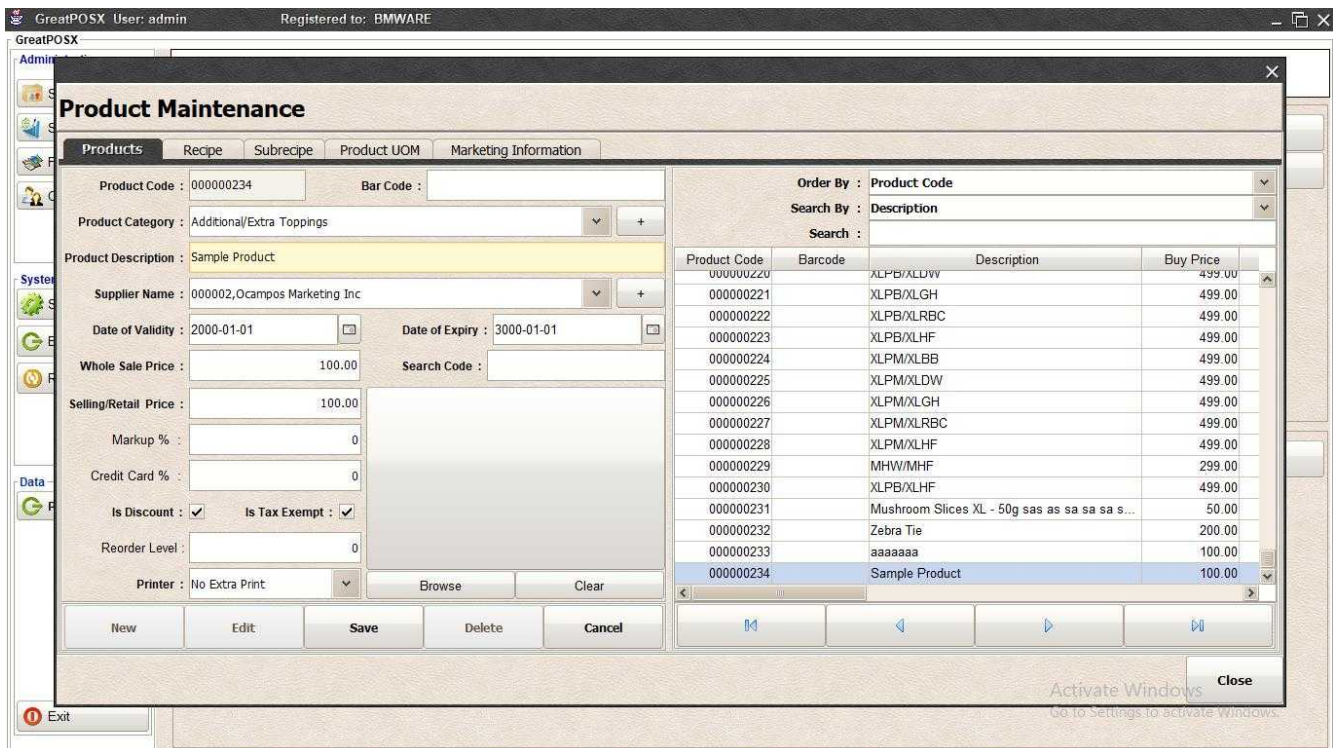 GreatPOSX User: admin Registered to: BMWARE
GreatPOSX
Product Maintenance
Products Recipe Subrecipe Product UOM Marketing Information
Product Code : 000000234 Bar Code :
Product Category : Additional/Extra Toppings +
Product Description : Sample Product
Supplier Name : 000002,Ocampos Marketing Inc +
Date of Validity : 2000-01-01 Date of Expiry : 3000-01-01
Whole Sale Price : 100.00 Search Code :
Selling/Retail Price : 100.00
Markup % : 0
Credit Card % : 0
Is Discount : Is Tax Exempt :
Reorder Level : 0
Printer : No Extra Print Browse Clear
New Edit Save Delete Cancel
Order By : Product Code
Search By : Description
Search :
Product Code Barcode Description Buy Price
000000220 XLPB/XLDW 499.00
000000221 XLPB/XLGH 499.00
000000222 XLPB/XLRBC 499.00
000000223 XLPB/XLHF 499.00
000000224 XLPM/XLBB 499.00
000000225 XLPM/XLDW 499.00
000000226 XLPM/XLGH 499.00
000000227 XLPM/XLRBC 499.00
000000228 XLPM/XLHF 499.00
000000229 MHW/MHF 299.00
000000230 XLPB/XLHF 499.00
000000231 Mushroom Slices XL - 50g sas as sa sa sa s... 50.00
000000232 Zebra Tie 200.00
000000233 aaaaaaa 100.00
000000234 Sample Product 100.00
Close
Activate Windows
Go to Settings to activate Windows.
Data
Exit